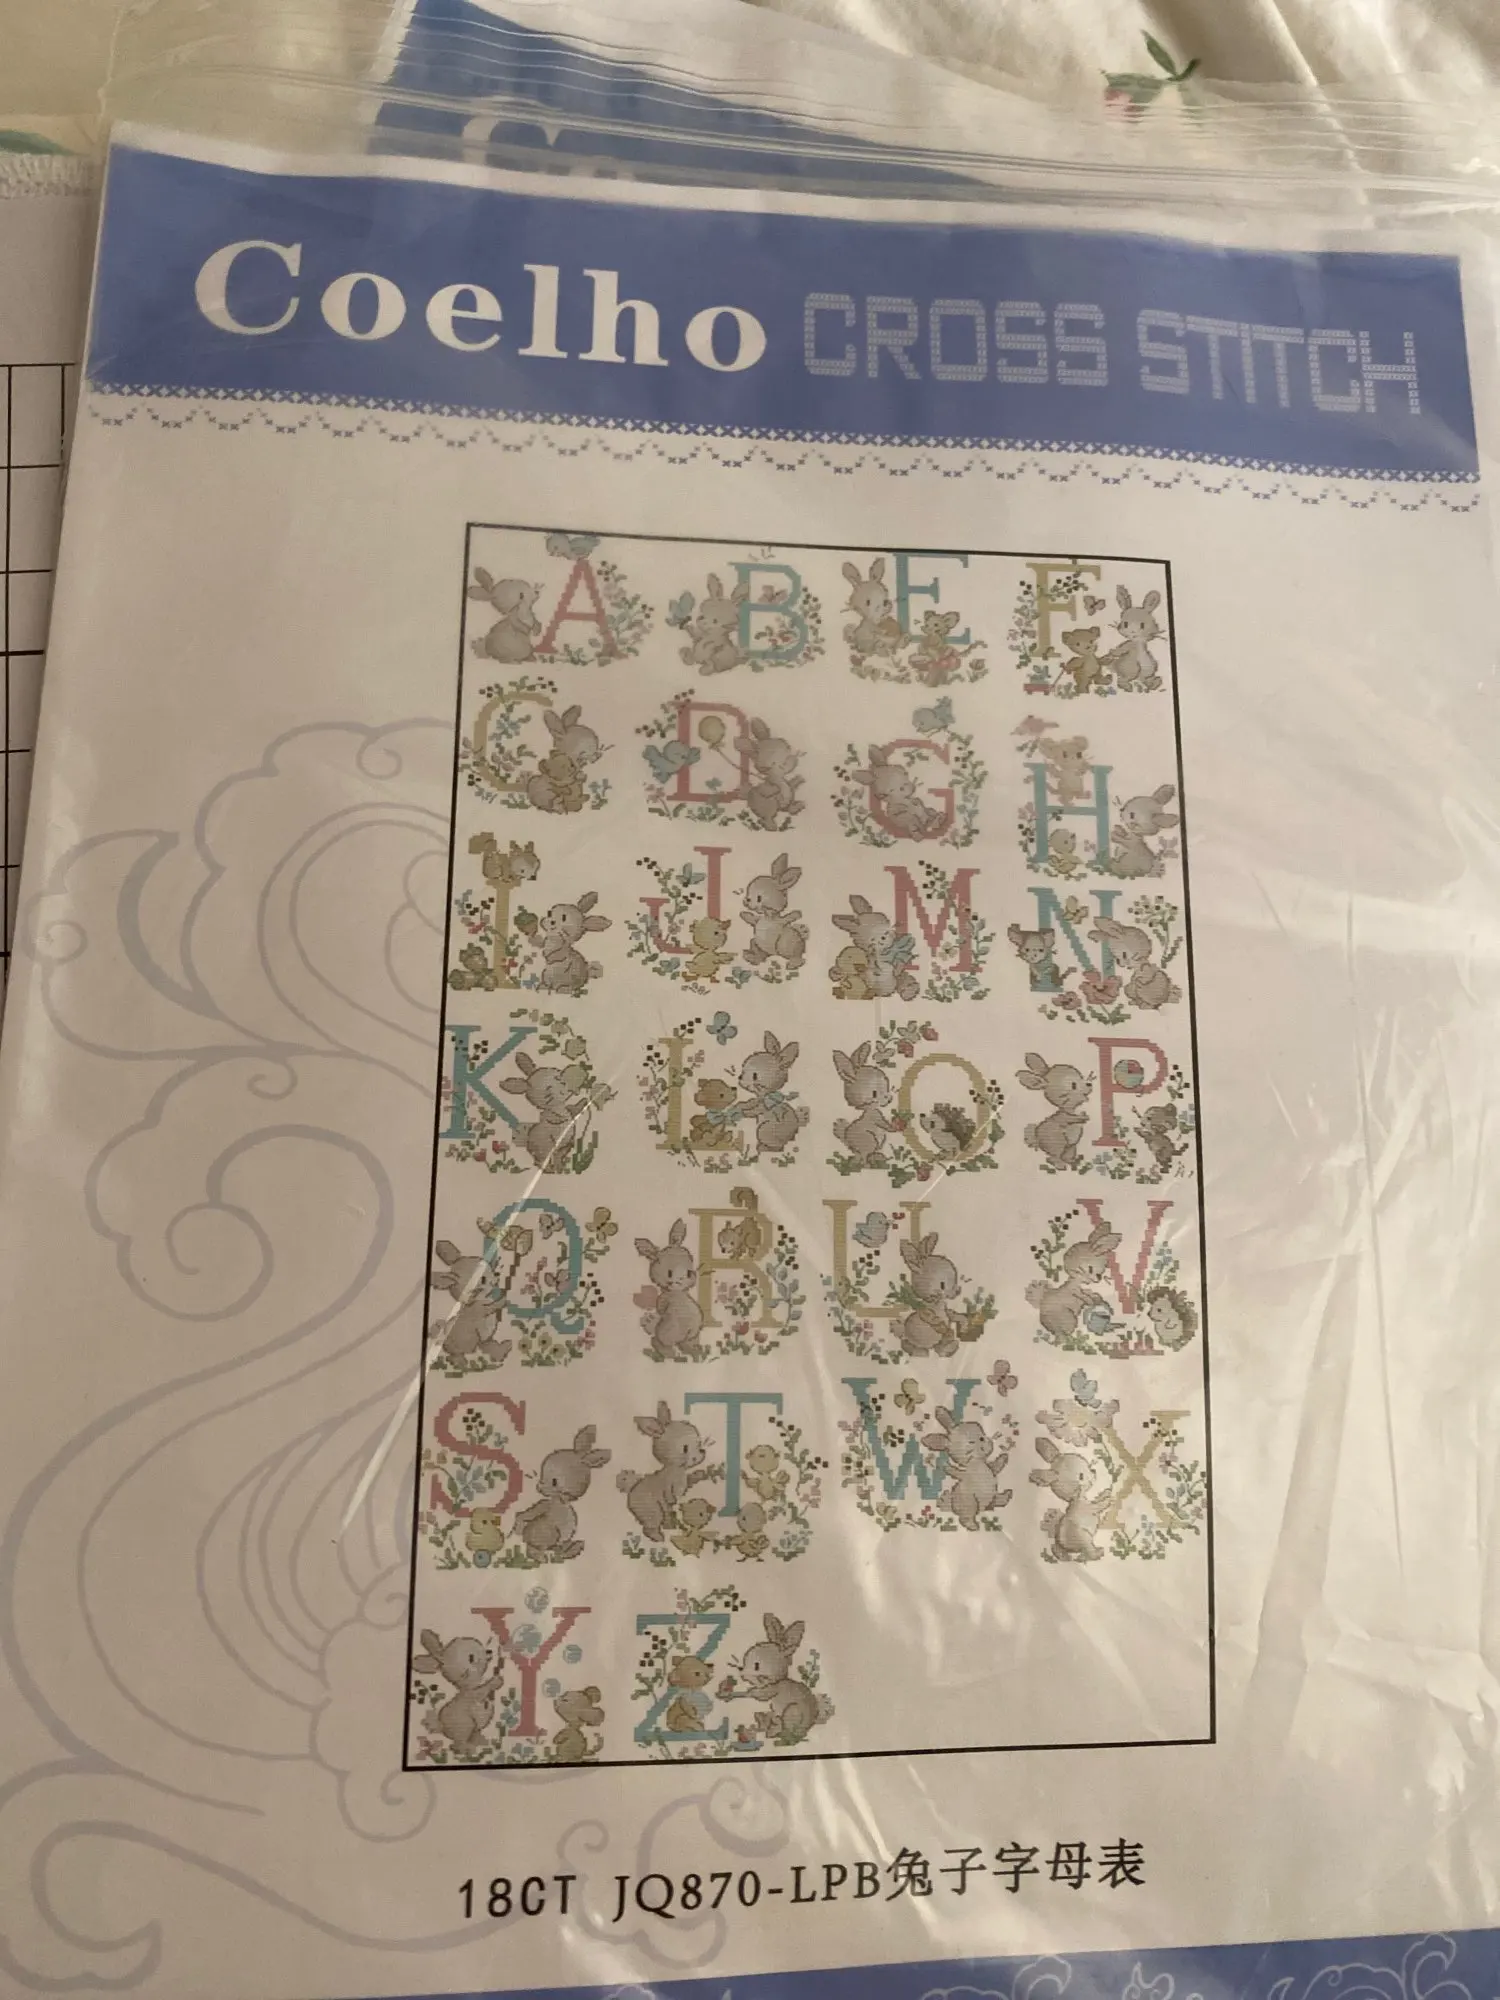 Coelho CROSS STITCH
A B E F
C D G H
I J M N
K L O P
Q R U V
S T W X
Y Z
18CT JQ870-LPB兔子字母表